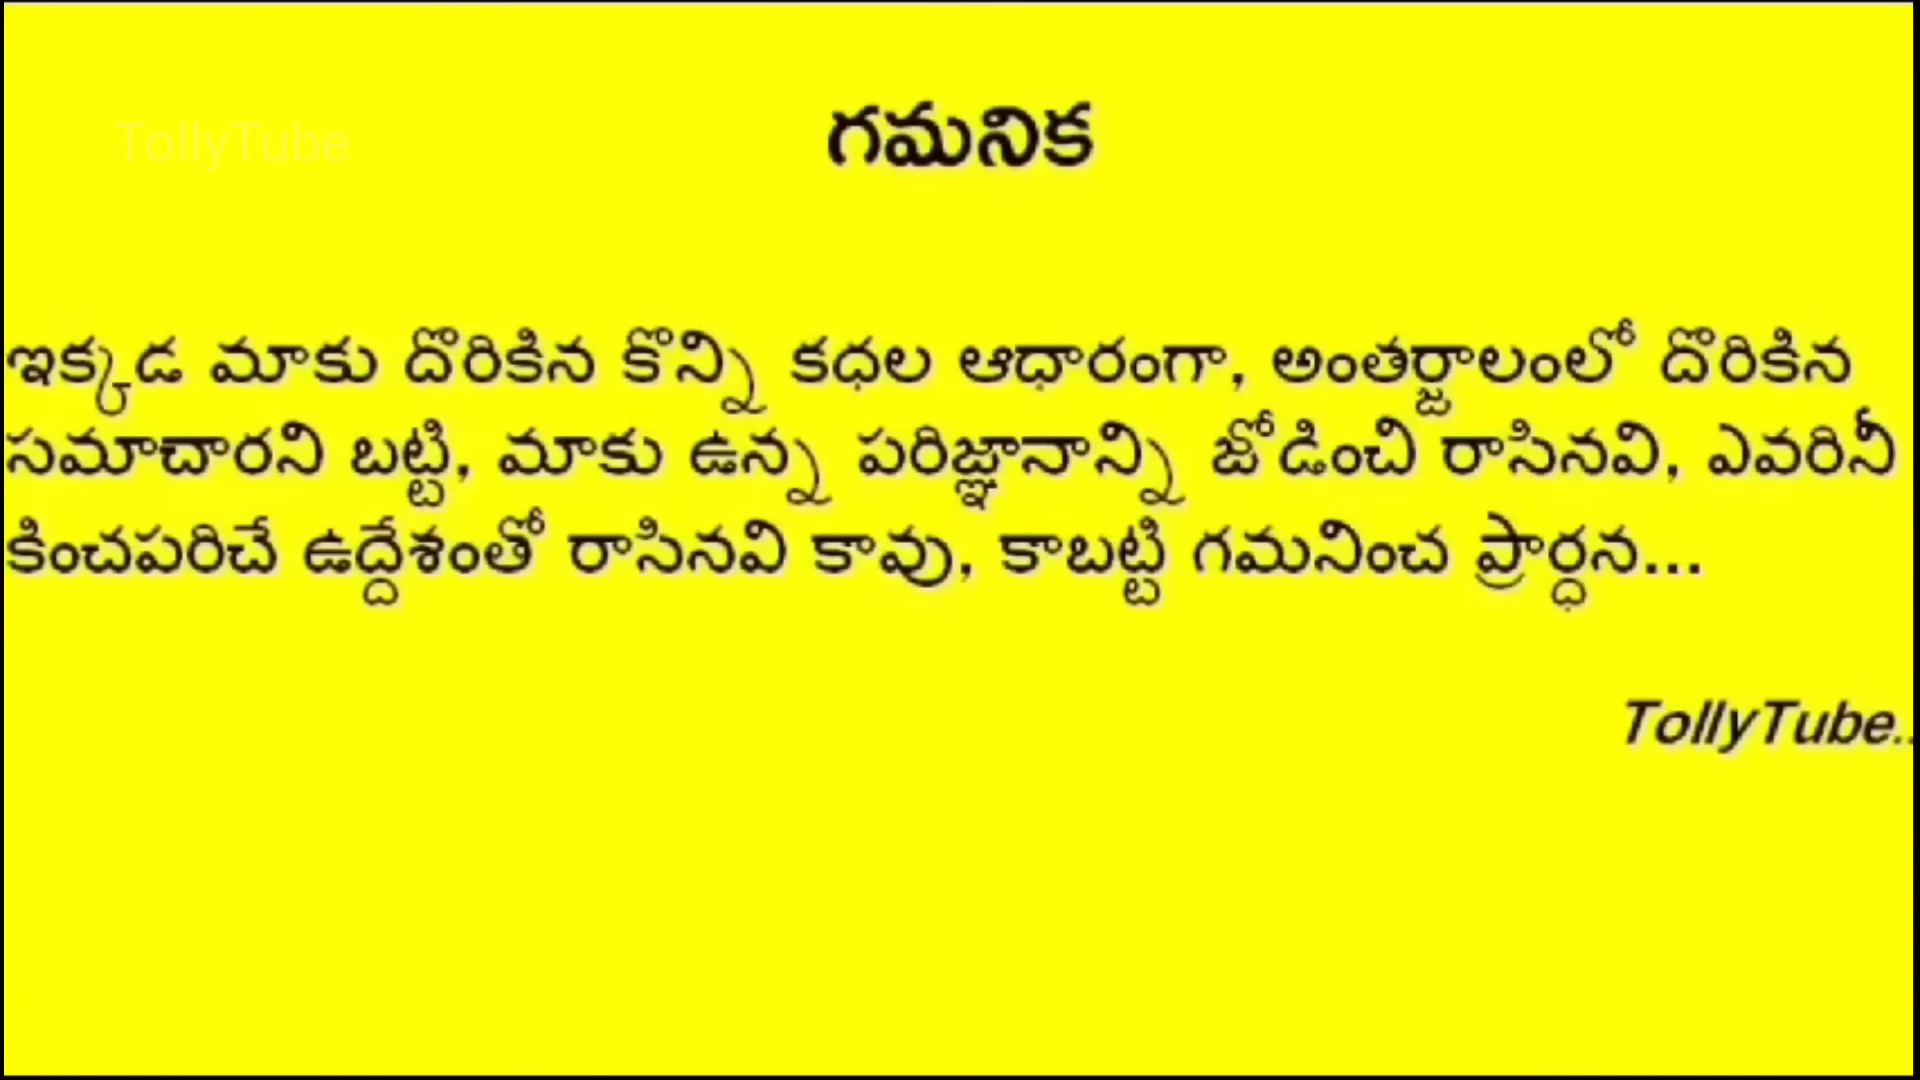 TollyTube
గమనిక
ఇక్కడ మాకు దొరికిన కొన్ని కధల ఆధారంగా, అంతర్జాలంలో దొరికిన
సమాచారని బట్టి, మాకు ఉన్న పరిజ్ఞానాన్ని జోడించి రాసినవి, ఎవరినీ
కించపరిచే ఉద్దేశంతో రాసినవి కావు, కాబట్టి గమనించ ప్రార్ధన...
TollyTube..